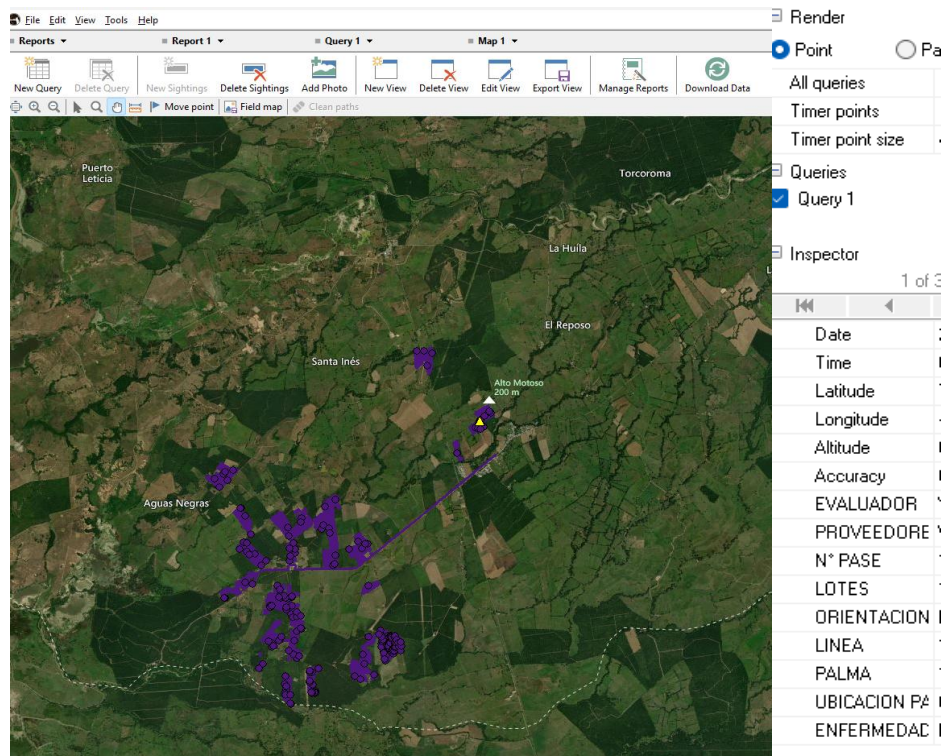 File Edit View Tools Help
Reports Report 1 Query 1 Map 1
New Query Delete Query New Sightings Delete Sightings Add Photo New View Delete View Edit View Export View Manage Reports Download Data
Move point Field map Clean paths
Puerto
Leticia
Torcoroma
La Huila
El Reposo
Santa Inés
Alto Motoso
200 m
Aguas Negras
Render
Point Pa
All queries
Timer points
Timer point size
Queries
Query 1
Inspector
1 of 3
Date
Time
Latitude
Longitude
Altitude
Accuracy
EVALUADOR
PROVEEDORE
N° PASE
LOTES
ORIENTACION
LINEA
PALMA
UBICACION PA
ENFERMEDAD